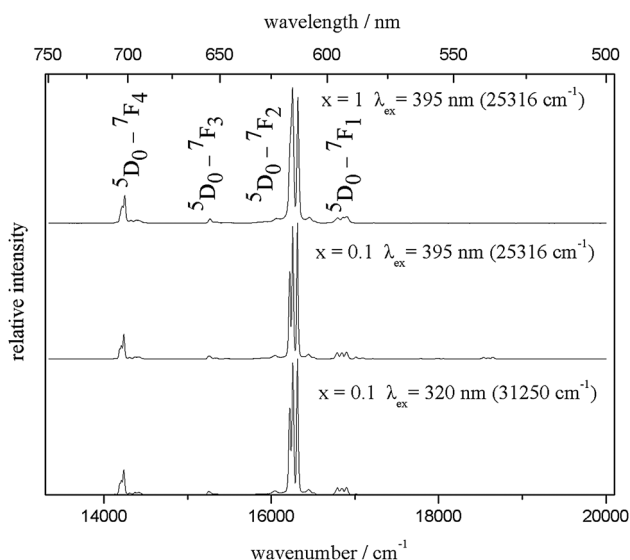 wavelength / nm
750 700 650 600 550 500
x = 1 λex = 395 nm (25316 cm-1)
5D0 – 7F4
5D0 – 7F3
5D0 – 7F2
5D0 – 7F1
x = 0.1 λex = 395 nm (25316 cm-1)
x = 0.1 λex = 320 nm (31250 cm-1)
relative intensity
14000 16000 18000 20000
wavenumber / cm-1